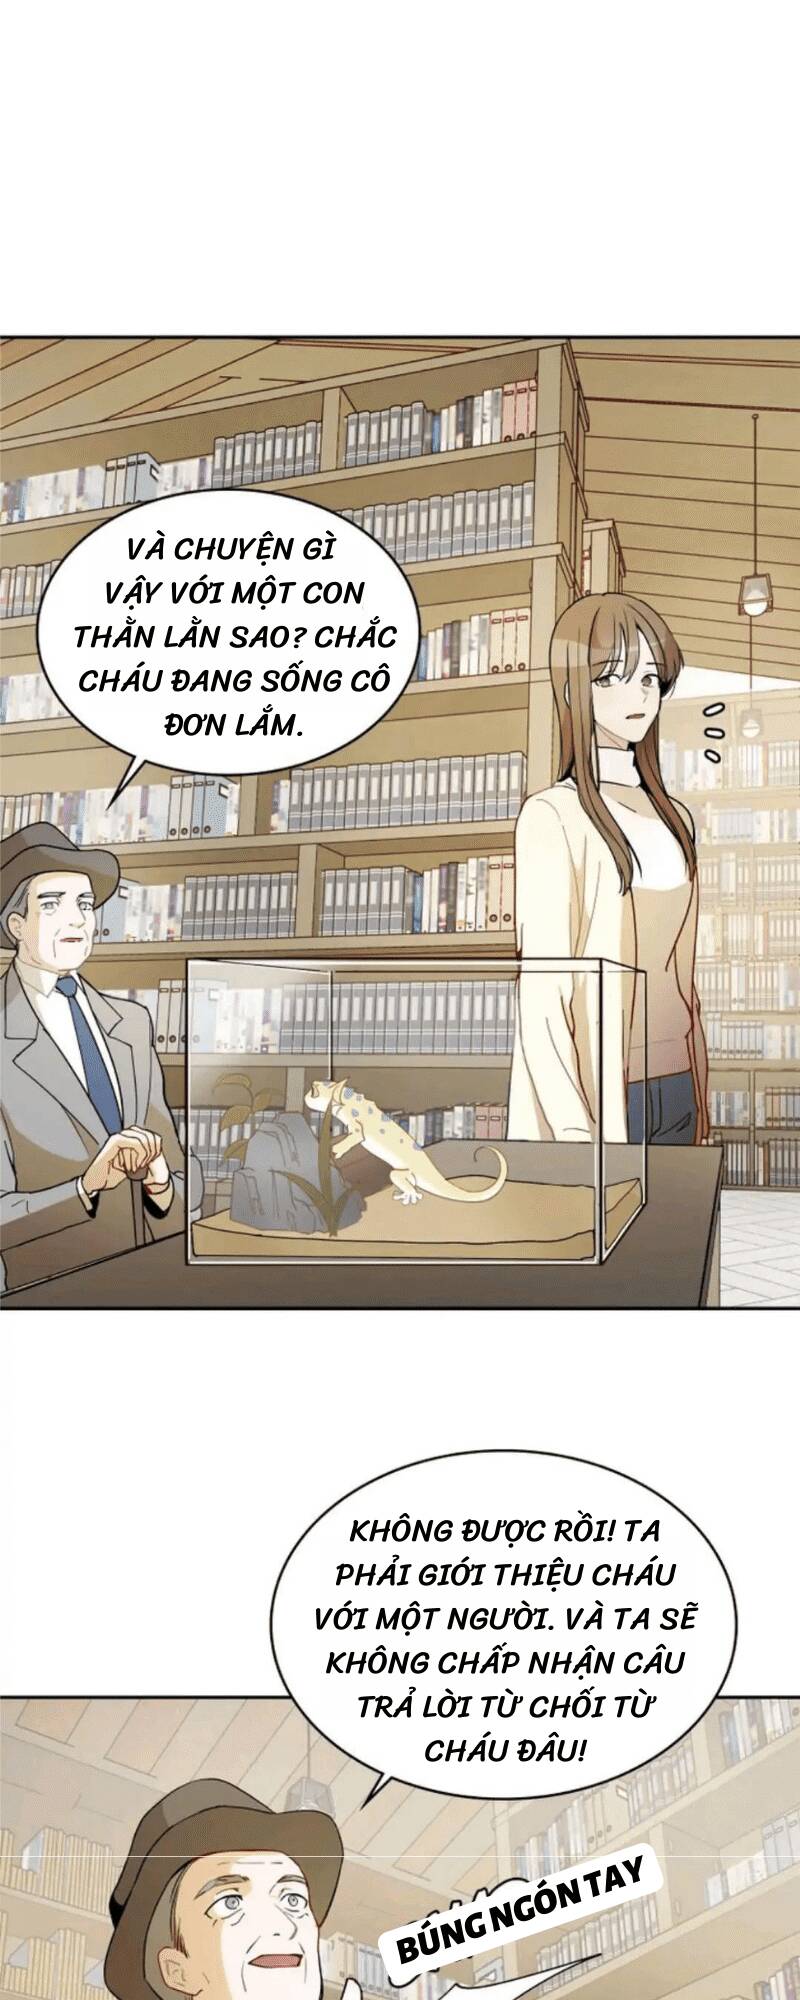 VÀ CHUYỆN GÌ
VẬY VỚI MỘT CON
THẰN LẰN SAO? CHẮC
CHÁU ĐANG SỐNG CÔ
ĐƠN LẮM.
KHÔNG ĐƯỢC RỒI! TA
PHẢI GIỚI THIỆU CHÁU
VỚI MỘT NGƯỜI. VÀ TA SẼ
KHÔNG CHẤP NHẬN CÂU
TRẢ LỜI TỪ CHỐI TỪ
CHÁU ĐÂU!
BÚNG NGÓN TAY